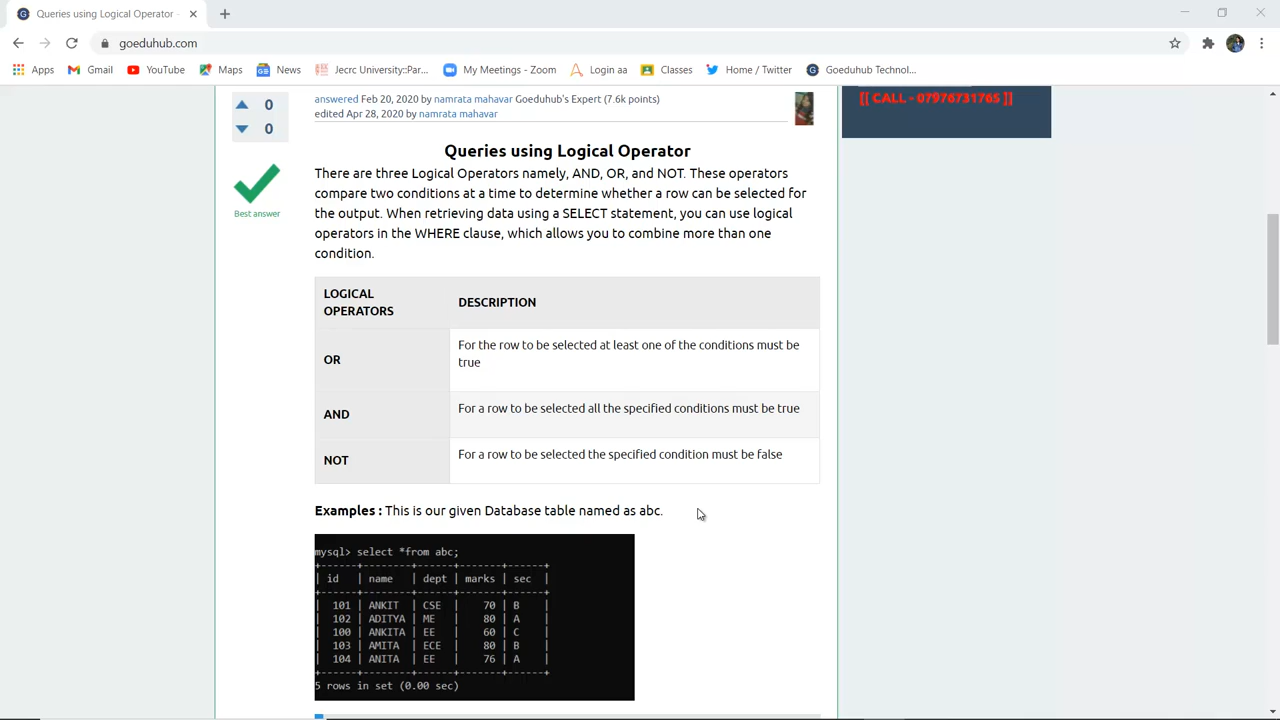 Queries using Logical Operator
goeduhub.com
Apps Gmail YouTube Maps News Jecrc University::Par... My Meetings - Zoom Login aa Classes Home / Twitter Goeduhub Technol...
0
0
Best answer
answered Feb 20, 2020 by namrata mahavar Goeduhub's Expert (7.6k points)
edited Apr 28, 2020 by namrata mahavar
[[ CALL - 07976731765 ]]
Queries using Logical Operator
There are three Logical Operators namely, AND, OR, and NOT. These operators
compare two conditions at a time to determine whether a row can be selected for
the output. When retrieving data using a SELECT statement, you can use logical
operators in the WHERE clause, which allows you to combine more than one
condition.
LOGICAL
OPERATORS
DESCRIPTION
OR
For the row to be selected at least one of the conditions must be
true
AND
For a row to be selected all the specified conditions must be true
NOT
For a row to be selected the specified condition must be false
Examples : This is our given Database table named as abc.
mysql> select *from abc;
+------+--------+------+-------+------+
| id | name | dept | marks | sec |
+------+--------+------+-------+------+
| 101 | ANKIT | CSE | 70 | B |
| 102 | ADITYA | ME | 80 | A |
| 100 | ANKITA | EE | 60 | C |
| 103 | AMITA | ECE | 80 | B |
| 104 | ANITA | EE | 76 | A |
+------+--------+------+-------+------+
5 rows in set (0.00 sec)